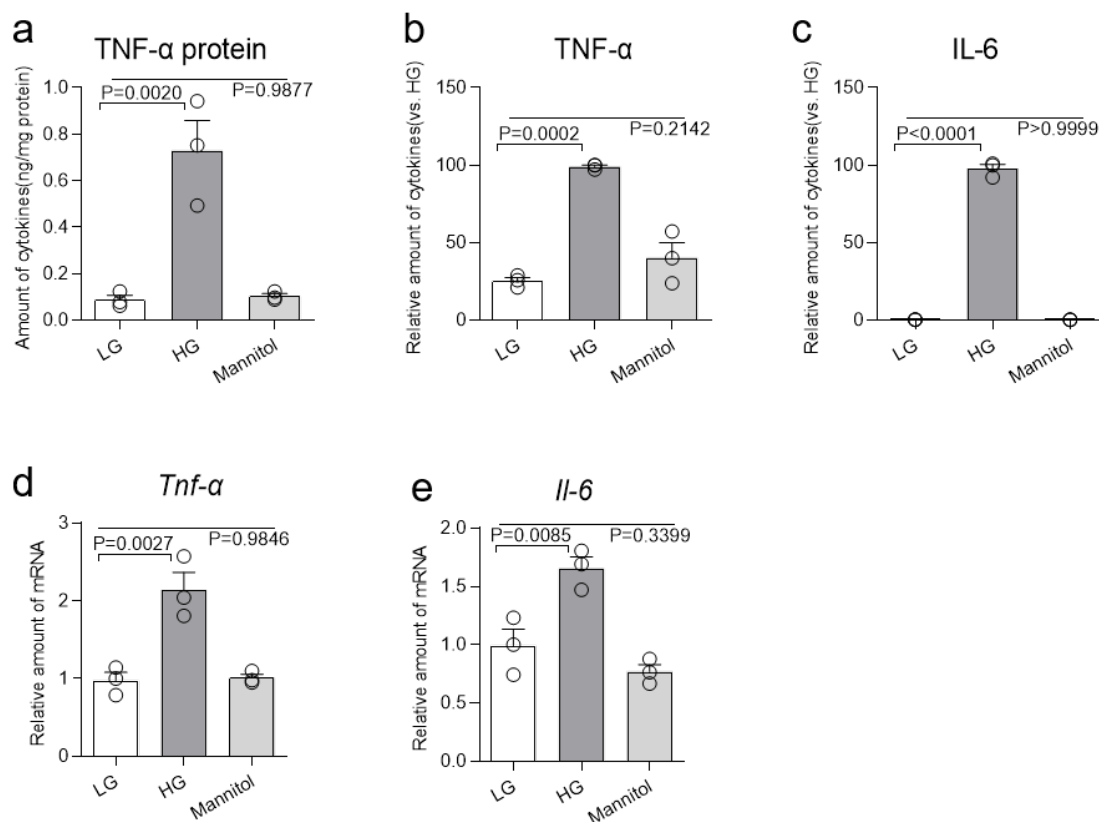 a
TNF-α protein
Amount of cytokines(ng/mg protein)
P=0.0020
P=0.9877
1.0
0.8
0.6
0.4
0.2
0.0
LG
HG
Mannitol
b
TNF-α
Relative amount of cytokines(vs. HG)
P=0.0002
P=0.2142
150
100
50
0
LG
HG
Mannitol
c
IL-6
Relative amount of cytokines(vs. HG)
P<0.0001
P>0.9999
150
100
50
0
LG
HG
Mannitol
d
Tnf-α
Relative amount of mRNA
P=0.0027
P=0.9846
3
2
1
0
LG
HG
Mannitol
e
Il-6
Relative amount of mRNA
P=0.0085
P=0.3399
2.0
1.5
1.0
0.5
0.0
LG
HG
Mannitol